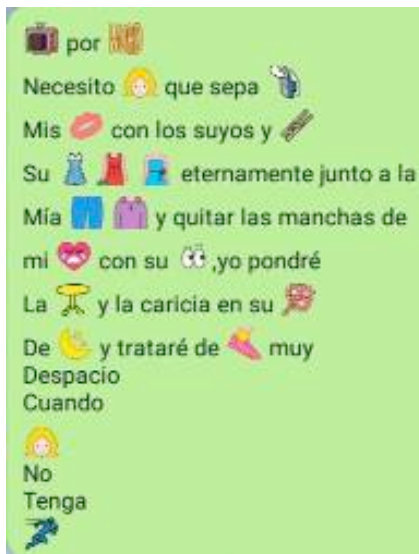 por
Necesito que sepa
Mis con los suyos y
Su eternamente junto a la
Mía y quitar las manchas de
mi con su ,yo pondré
La y la caricia en su
De y trataré de muy
Despacio
Cuando
No
Tenga